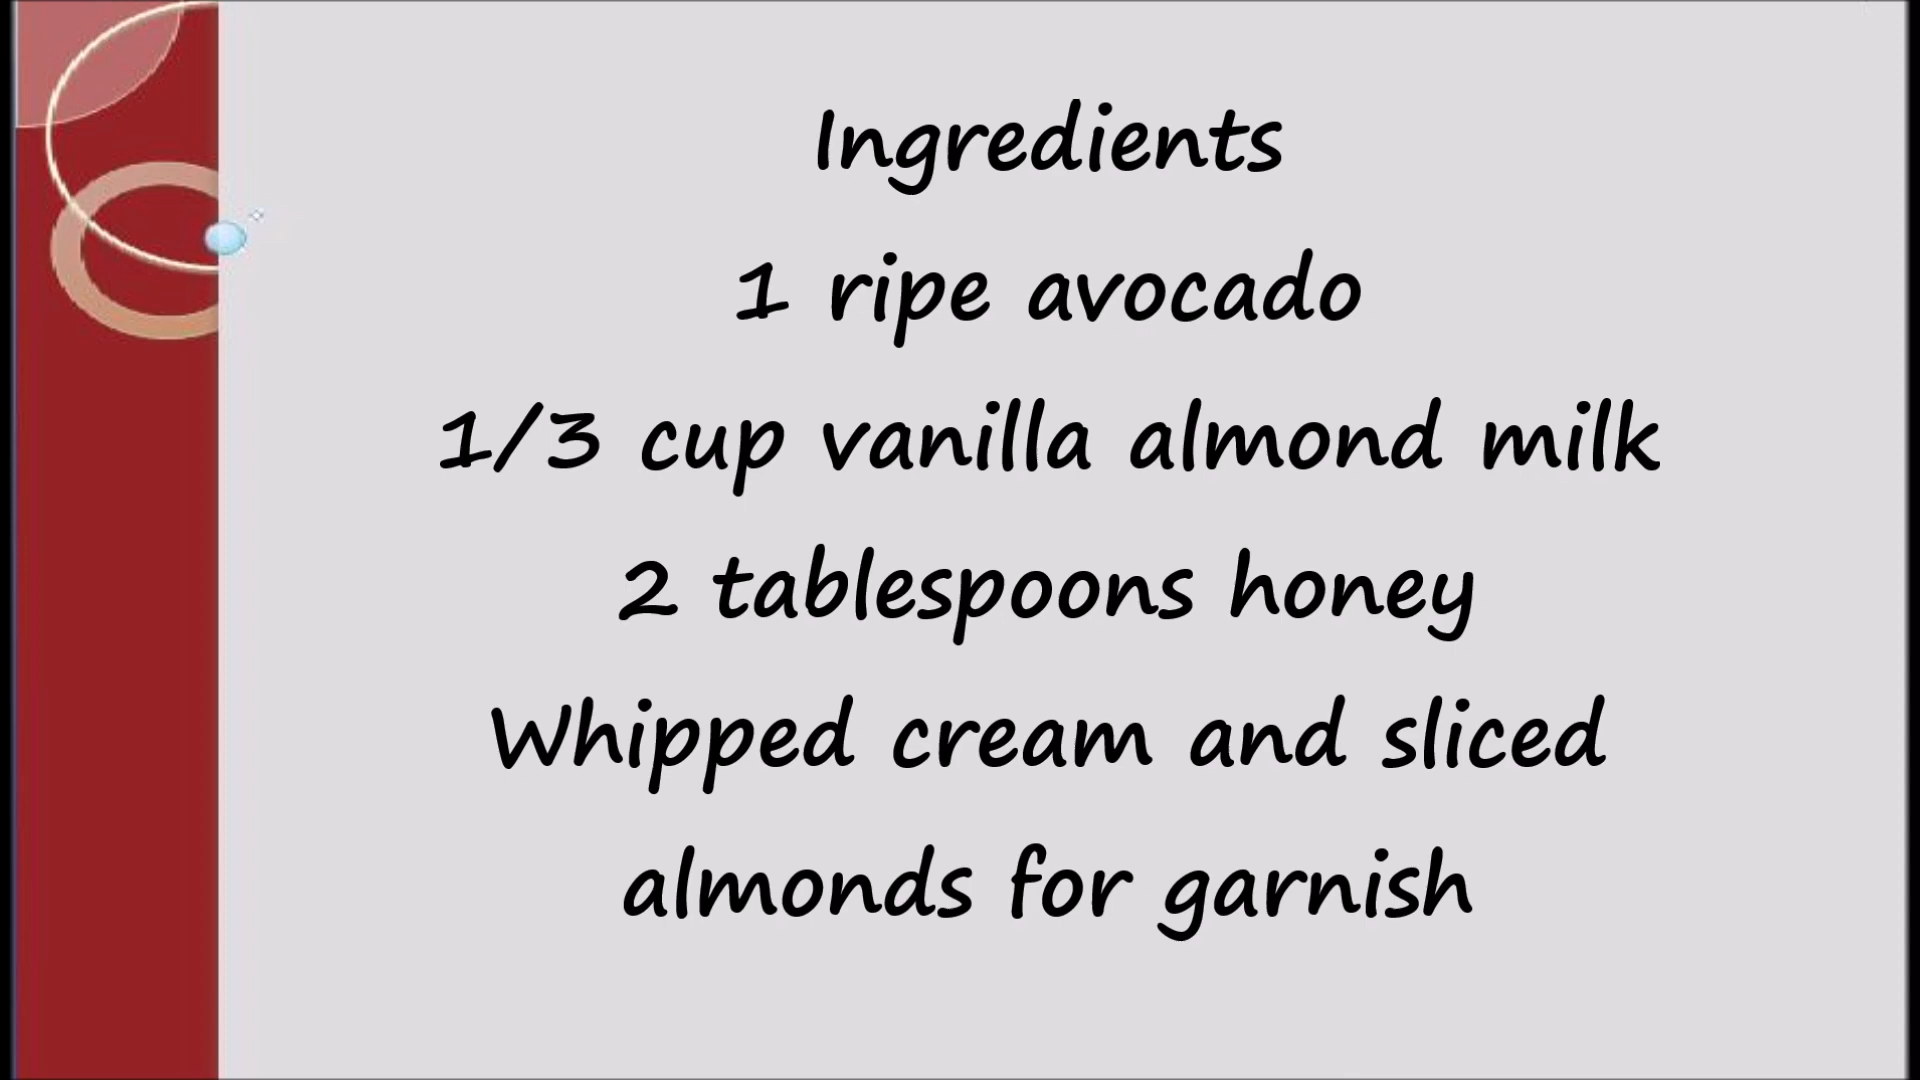 Ingredients
1 ripe avocado
1/3 cup vanilla almond milk
2 tablespoons honey
Whipped cream and sliced
almonds for garnish